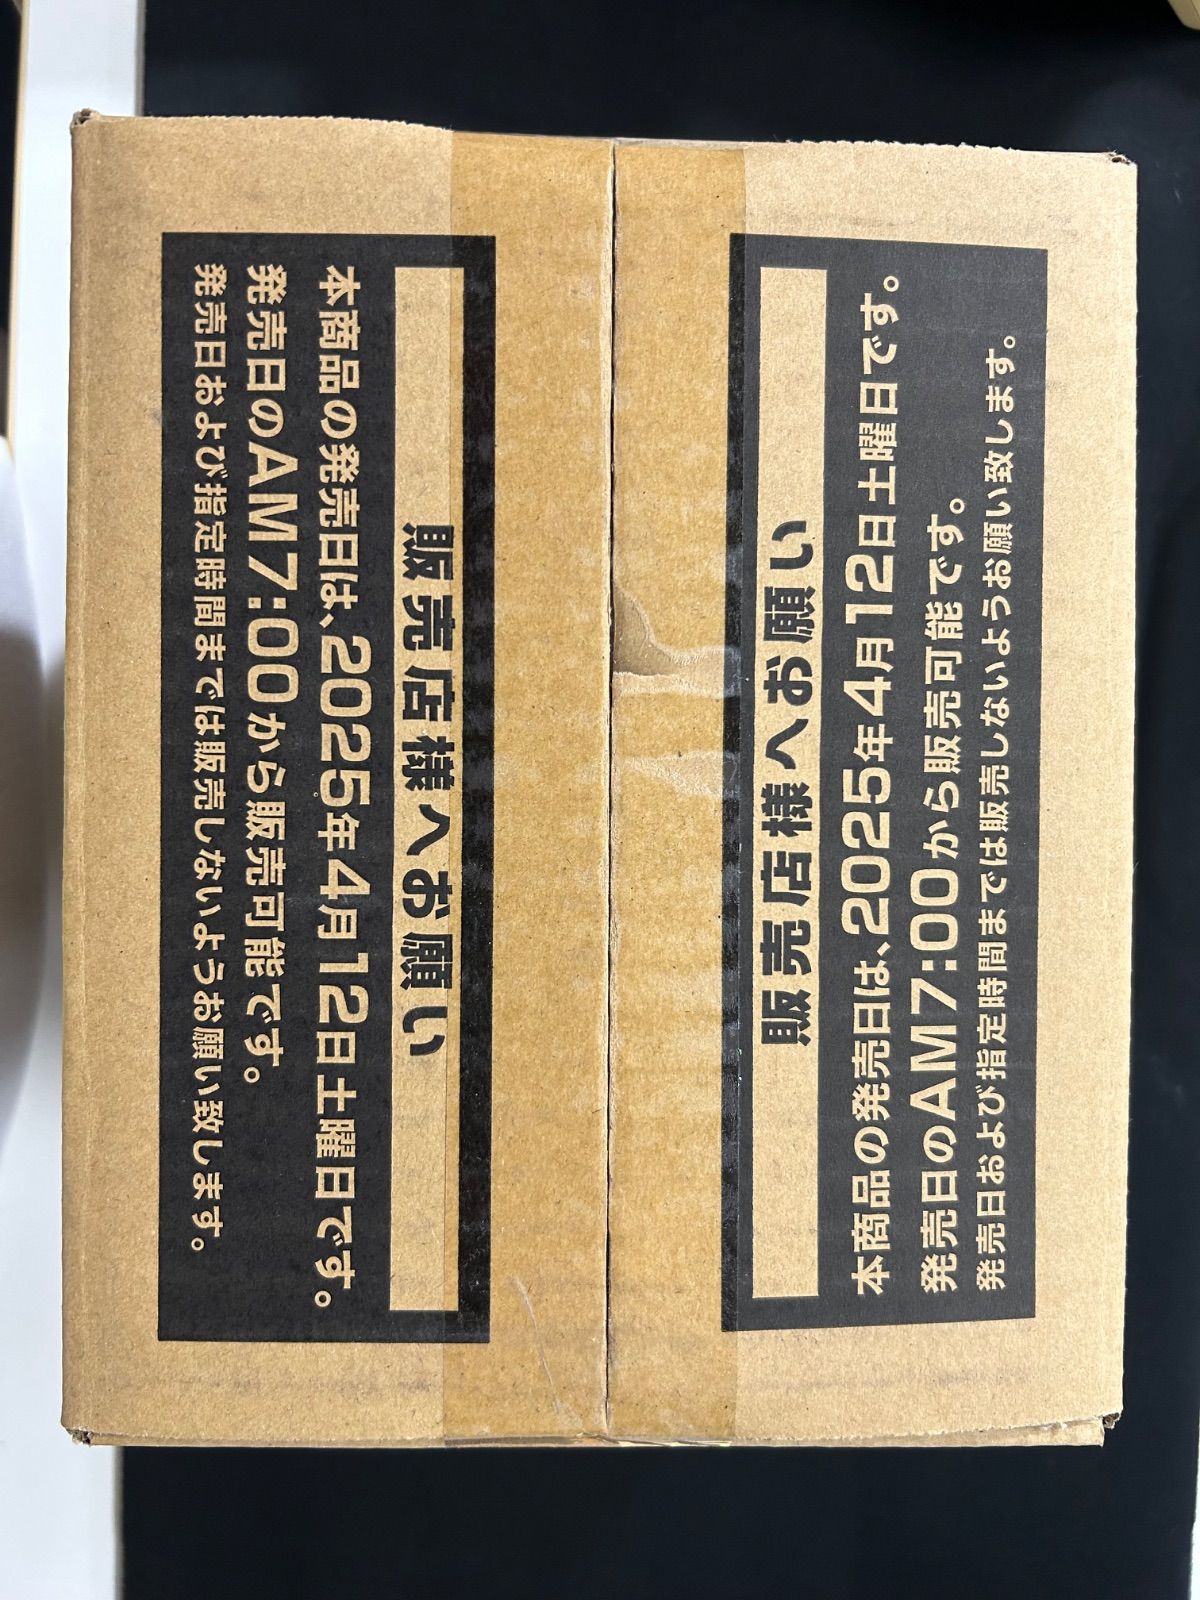 販売店様へお願い
本商品の発売日は、2025年4月12日土曜日です。
発売日のAM7:00から販売可能です。
発売日および指定時間までは販売しないようお願い致します。
販売店様へお願い
本商品の発売日は、2025年4月12日土曜日です。
発売日のAM7:00から販売可能です。
発売日および指定時間までは販売しないようお願い致します。